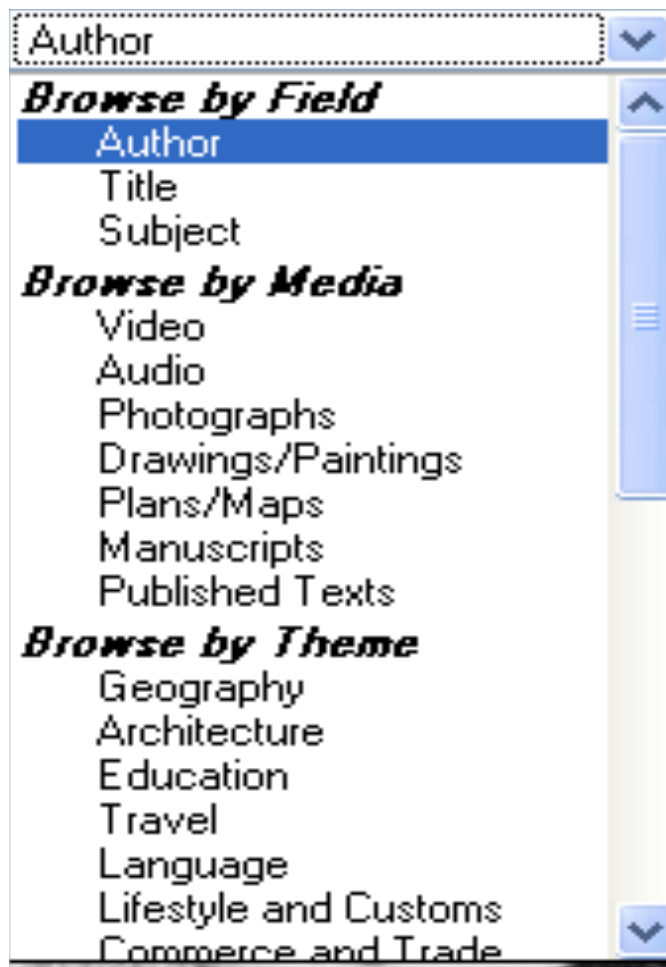 Author
Browse by Field
Author
Title
Subject
Browse by Media
Video
Audio
Photographs
Drawings/Paintings
Plans/Maps
Manuscripts
Published Texts
Browse by Theme
Geography
Architecture
Education
Travel
Language
Lifestyle and Customs
Commerce and Trade